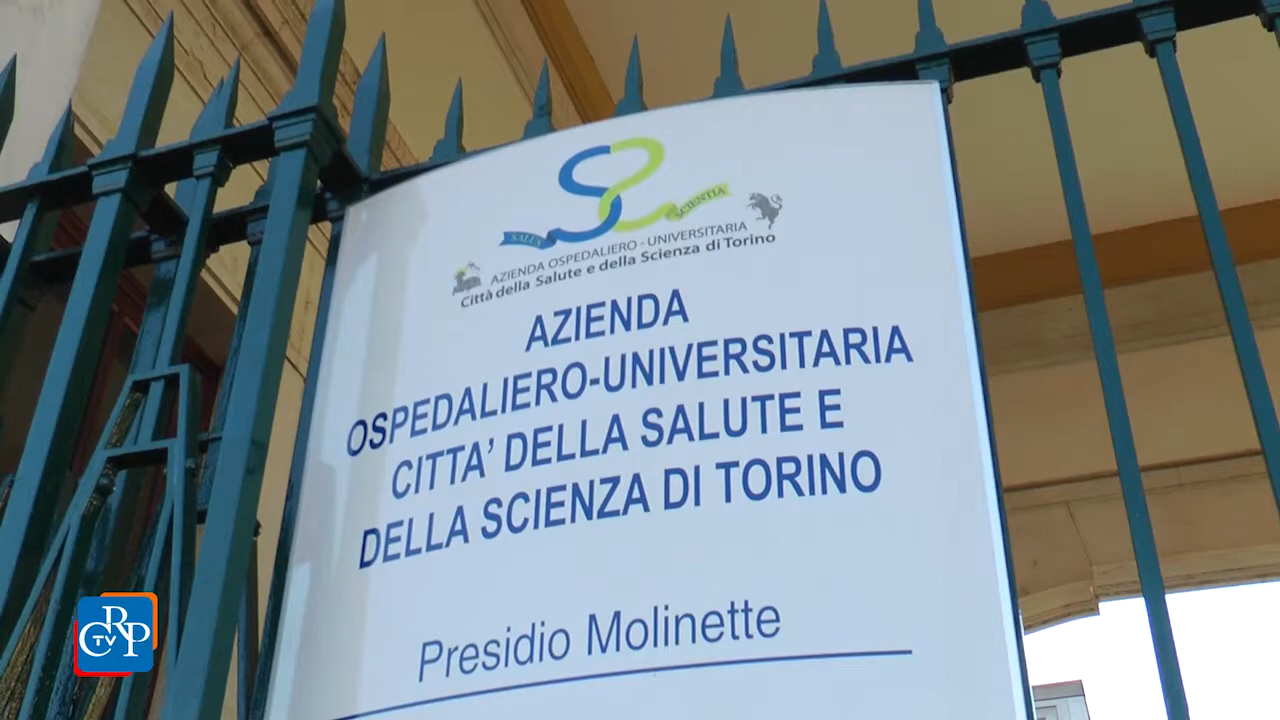 SALUS
SCIENTIA
AZIENDA OSPEDALIERO - UNIVERSITARIA
Città della Salute e della Scienza di Torino
AZIENDA
OSPEDALIERO-UNIVERSITARIA
CITTA' DELLA SALUTE E
DELLA SCIENZA DI TORINO
Presidio Molinette
CRP
TV